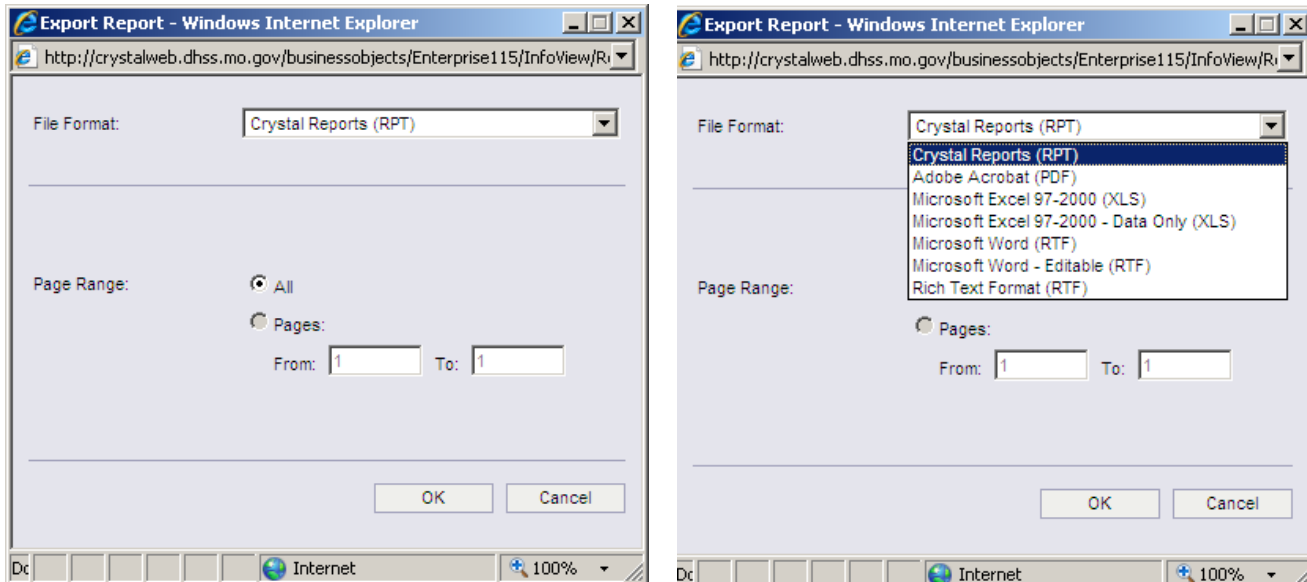 Export Report - Windows Internet Explorer
http://crystalweb.dhss.mo.gov/businessobjects/Enterprise115/InfoView/R
File Format: Crystal Reports (RPT)
Page Range: All
Pages:
From: 1 To: 1
OK Cancel
Internet 100%
Export Report - Windows Internet Explorer
http://crystalweb.dhss.mo.gov/businessobjects/Enterprise115/InfoView/R
File Format: Crystal Reports (RPT)
Crystal Reports (RPT)
Adobe Acrobat (PDF)
Microsoft Excel 97-2000 (XLS)
Microsoft Excel 97-2000 - Data Only (XLS)
Microsoft Word (RTF)
Microsoft Word - Editable (RTF)
Page Range: Rich Text Format (RTF)
Pages:
From: 1 To: 1
OK Cancel
Internet 100%